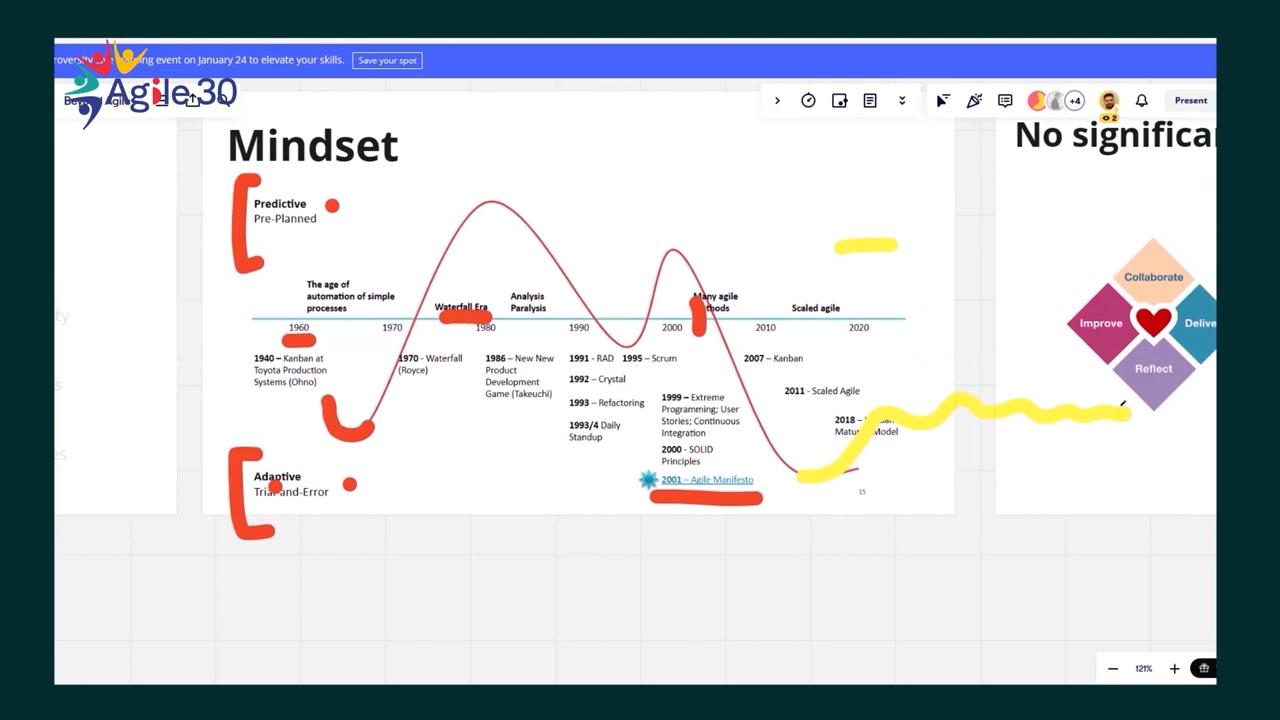 event on January 24 to elevate your skills.
Save your spot
Agile30
+4
2
Present
Mindset
No significa
Predictive
Pre-Planned
The age of
automation of simple
processes
Waterfall Era
Analysis
Paralysis
Many agile
Scaled agile
1960
1970
1980
1990
2000
2010
2020
1940 – Kanban at
Toyota Production
Systems (Ohno)
1970 - Waterfall
(Royce)
1986 – New New
Product
Development
Game (Takeuchi)
1991 - RAD
1992 – Crystal
1993 – Refactoring
1993/4 Daily
Standup
1995 – Scrum
1999 – Extreme
Programming; User
Stories; Continuous
Integration
2000 - SOLID
Principles
2001 – Agile Manifesto
2007 – Kanban
2011 - Scaled Agile
2018 –
Model
Adaptive
Trial-and-Error
15
Collaborate
Improve
Delive
Reflect
121%